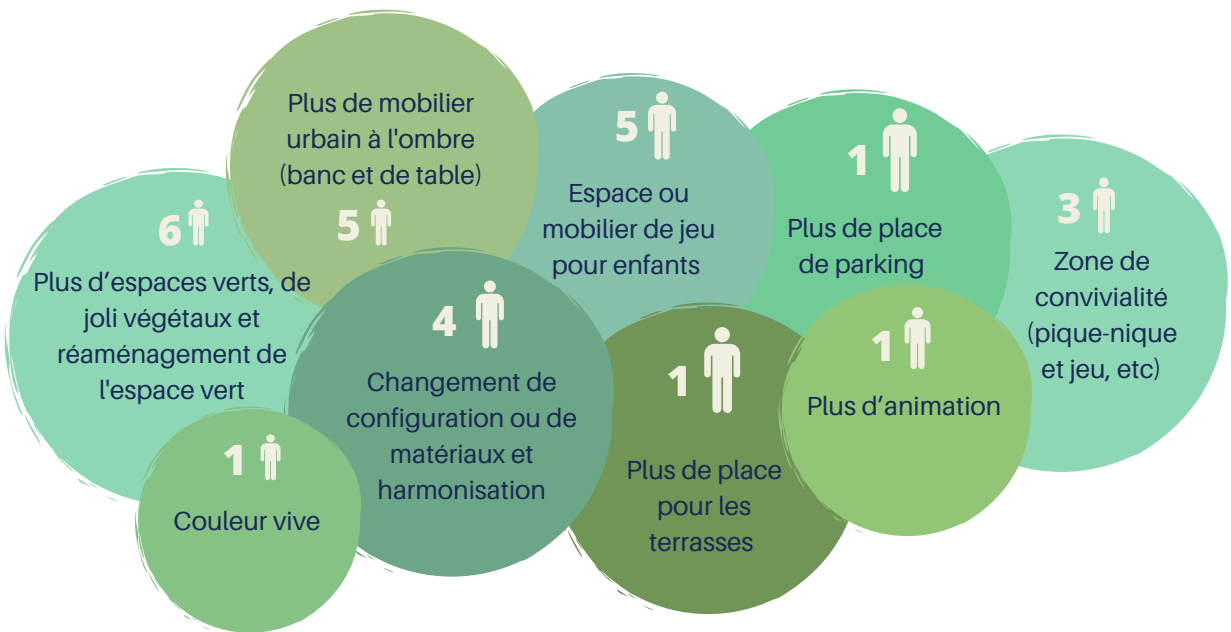 Plus de mobilier
urbain à l'ombre
(banc et de table)
5
5
Espace ou
mobilier de jeu
pour enfants
1
Plus de place
de parking
3
Zone de
convivialité
(pique-nique
et jeu, etc)
6
Plus d’espaces verts, de
joli végétaux et
réaménagement de
l'espace vert
4
Changement de
configuration ou de
matériaux et
harmonisation
1
Plus de place
pour les
terrasses
1
Plus d’animation
1
Couleur vive